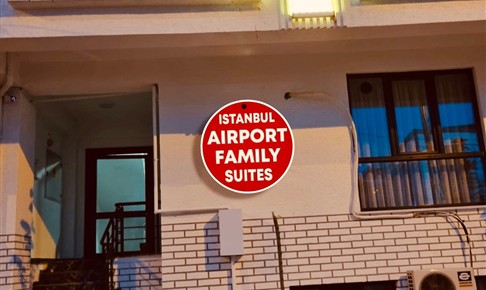 ISTANBUL
AIRPORT
FAMILY
SUITES